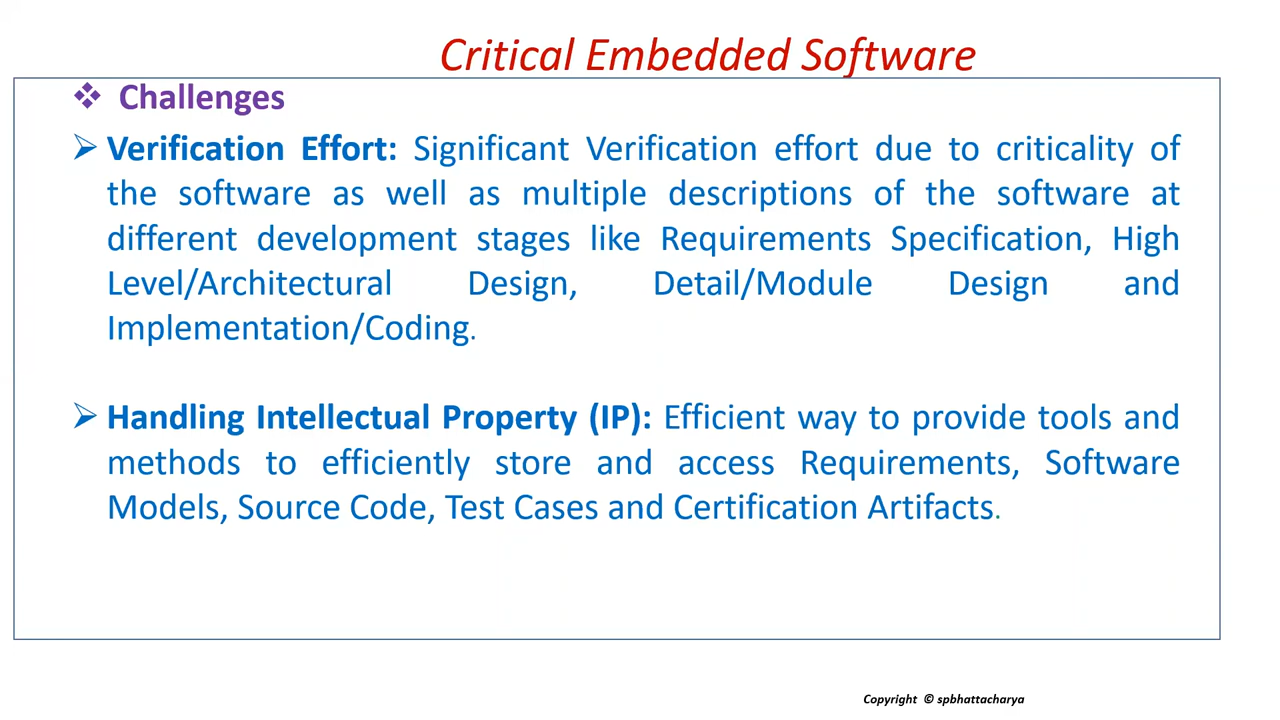 Critical Embedded Software
❖ Challenges
➢ Verification Effort: Significant Verification effort due to criticality of
the software as well as multiple descriptions of the software at
different development stages like Requirements Specification, High
Level/Architectural Design, Detail/Module Design and
Implementation/Coding.
➢ Handling Intellectual Property (IP): Efficient way to provide tools and
methods to efficiently store and access Requirements, Software
Models, Source Code, Test Cases and Certification Artifacts.
Copyright © spbhattacharya